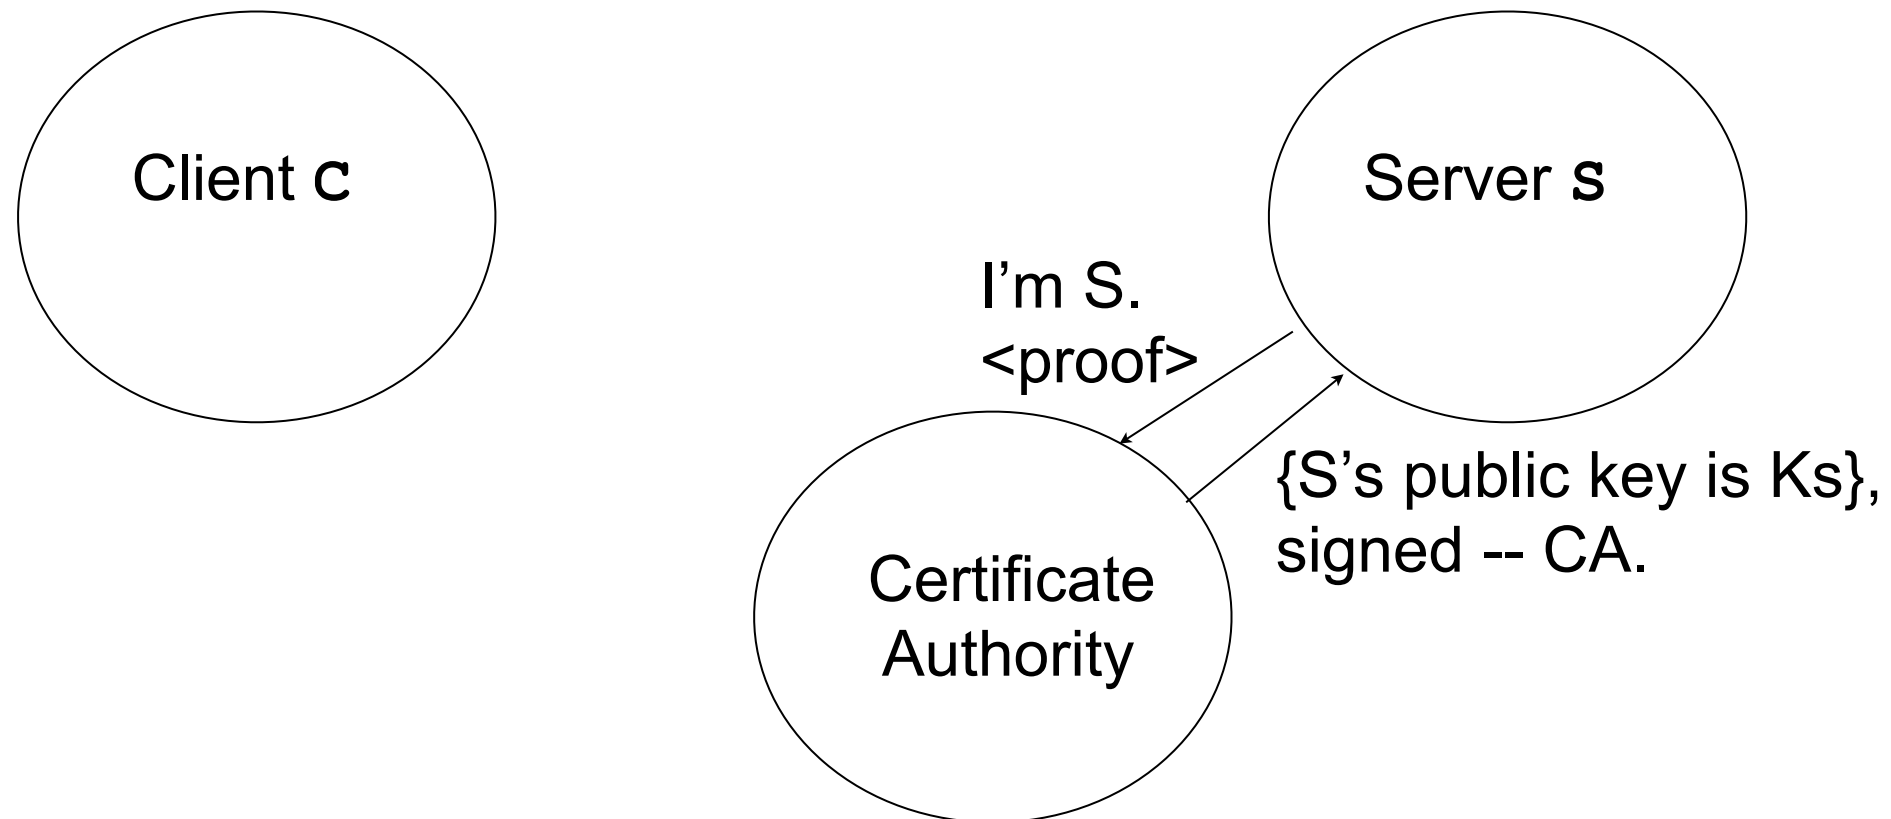 Client C
Server S
I’m S.
<proof>
{S’s public key is Ks},
signed -- CA.
Certificate
Authority